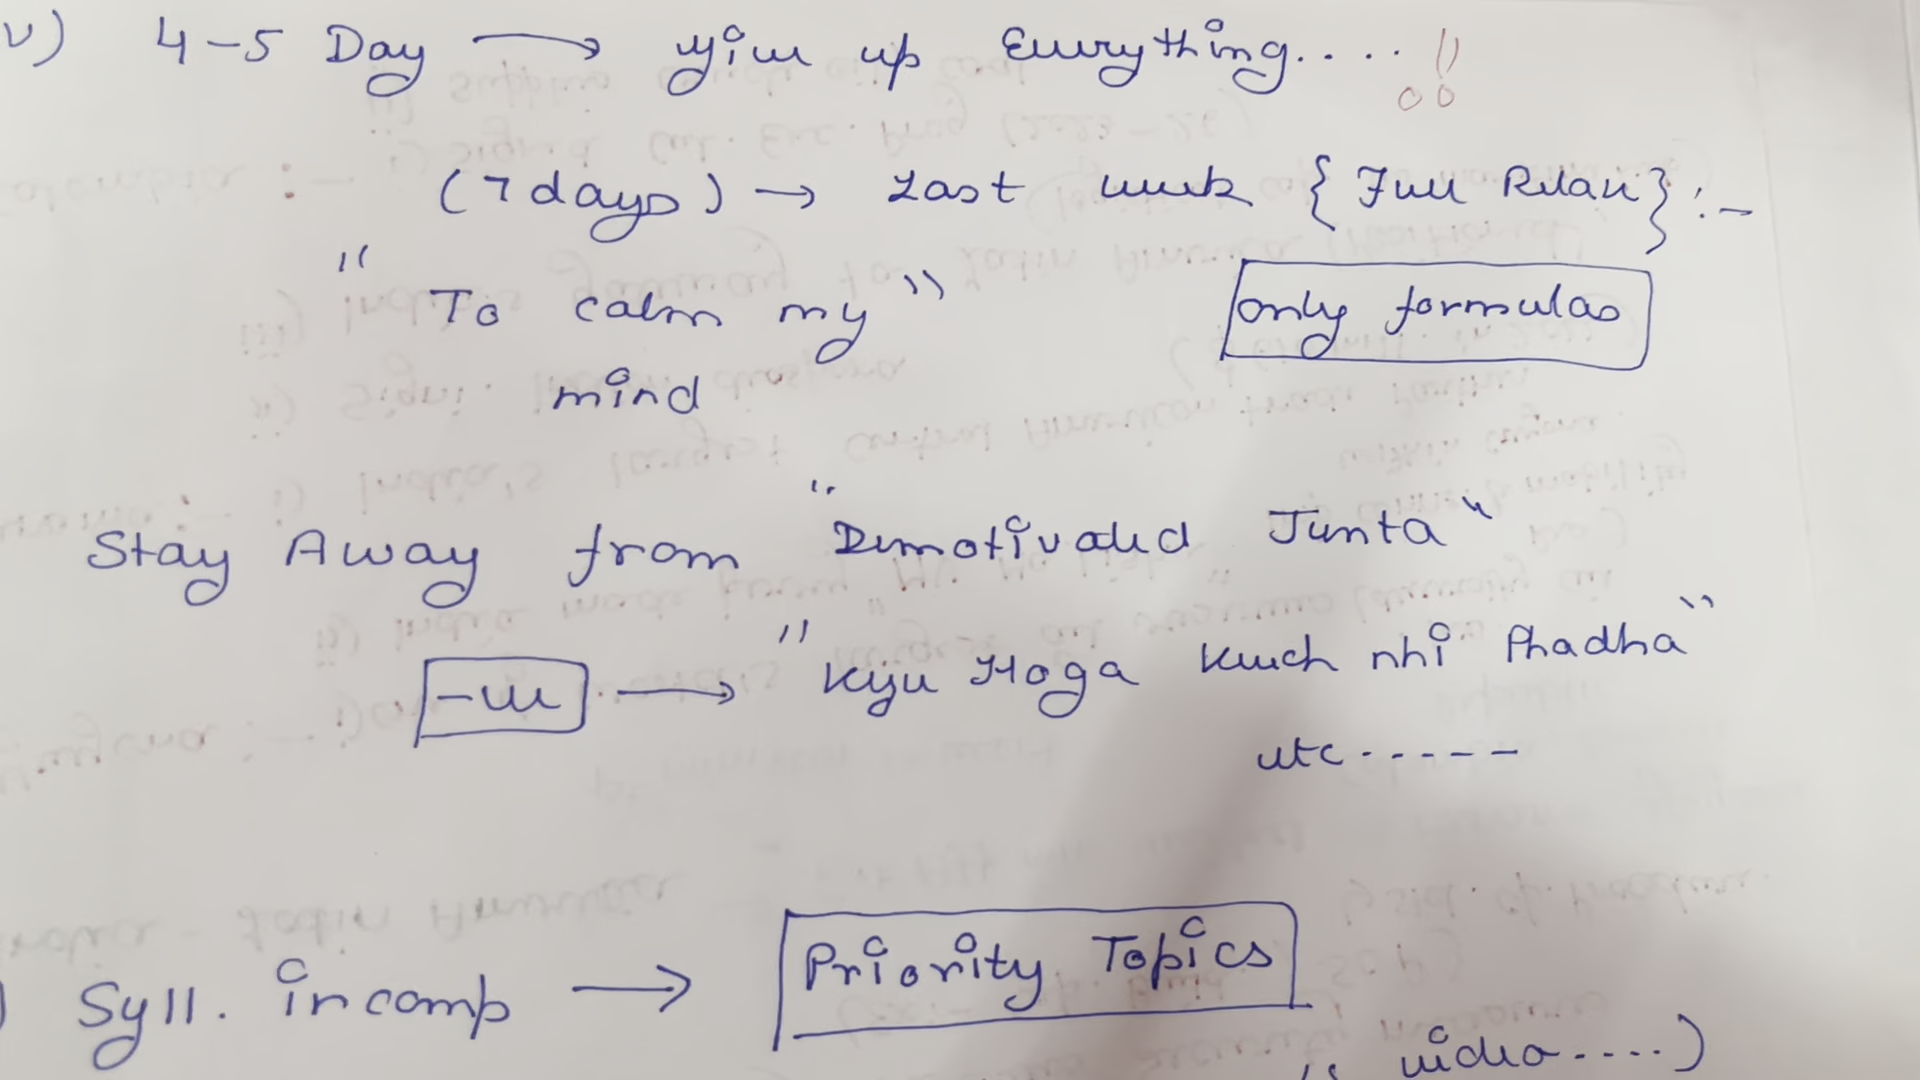 v) 4-5 Day → give up Everything....!!
(7 days) → Last week { Full Relax } :-
"To calm my" only formulas
mind
Stay Away from "Demotivated Junta"
-ve → "Kyu Hoga Kuch nhi Phadha"
etc.-----
) Syll. incomp → Priority Topics
video....)